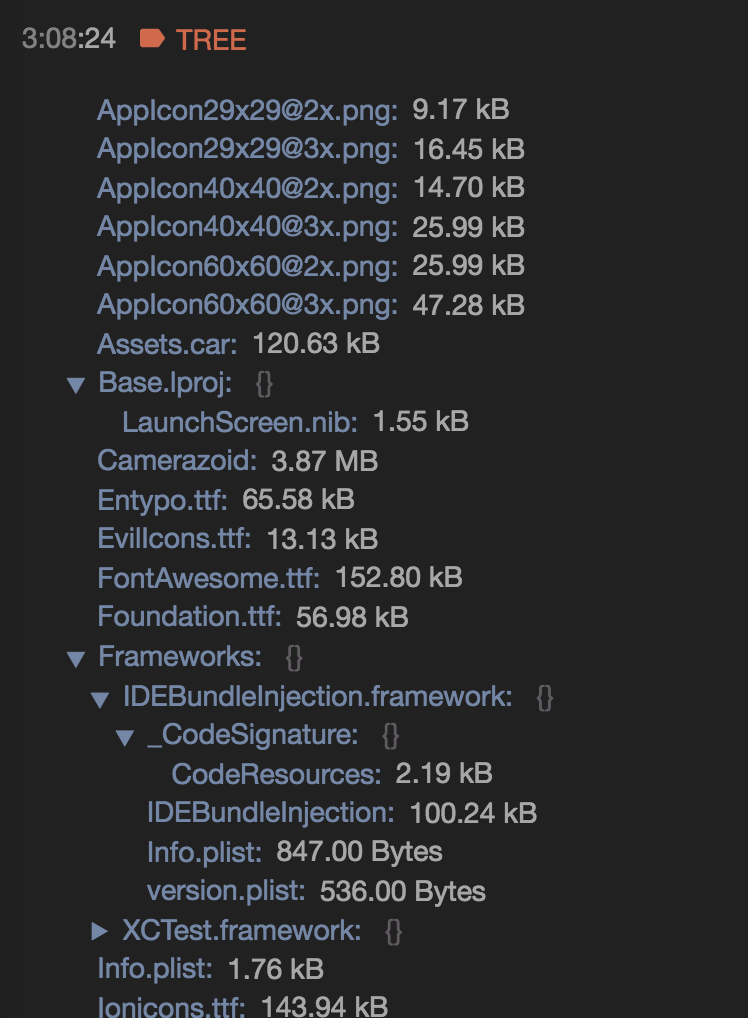 3:08:24 TREE
AppIcon29x29@2x.png: 9.17 kB
AppIcon29x29@3x.png: 16.45 kB
AppIcon40x40@2x.png: 14.70 kB
AppIcon40x40@3x.png: 25.99 kB
AppIcon60x60@2x.png: 25.99 kB
AppIcon60x60@3x.png: 47.28 kB
Assets.car: 120.63 kB
▼ Base.lproj: {}
LaunchScreen.nib: 1.55 kB
Camerazoid: 3.87 MB
Entypo.ttf: 65.58 kB
EvilIcons.ttf: 13.13 kB
FontAwesome.ttf: 152.80 kB
Foundation.ttf: 56.98 kB
▼ Frameworks: {}
▼ IDEBundleInjection.framework: {}
▼ _CodeSignature: {}
CodeResources: 2.19 kB
IDEBundleInjection: 100.24 kB
Info.plist: 847.00 Bytes
version.plist: 536.00 Bytes
▶ XCTest.framework: {}
Info.plist: 1.76 kB
Ionicons.ttf: 143.94 kB